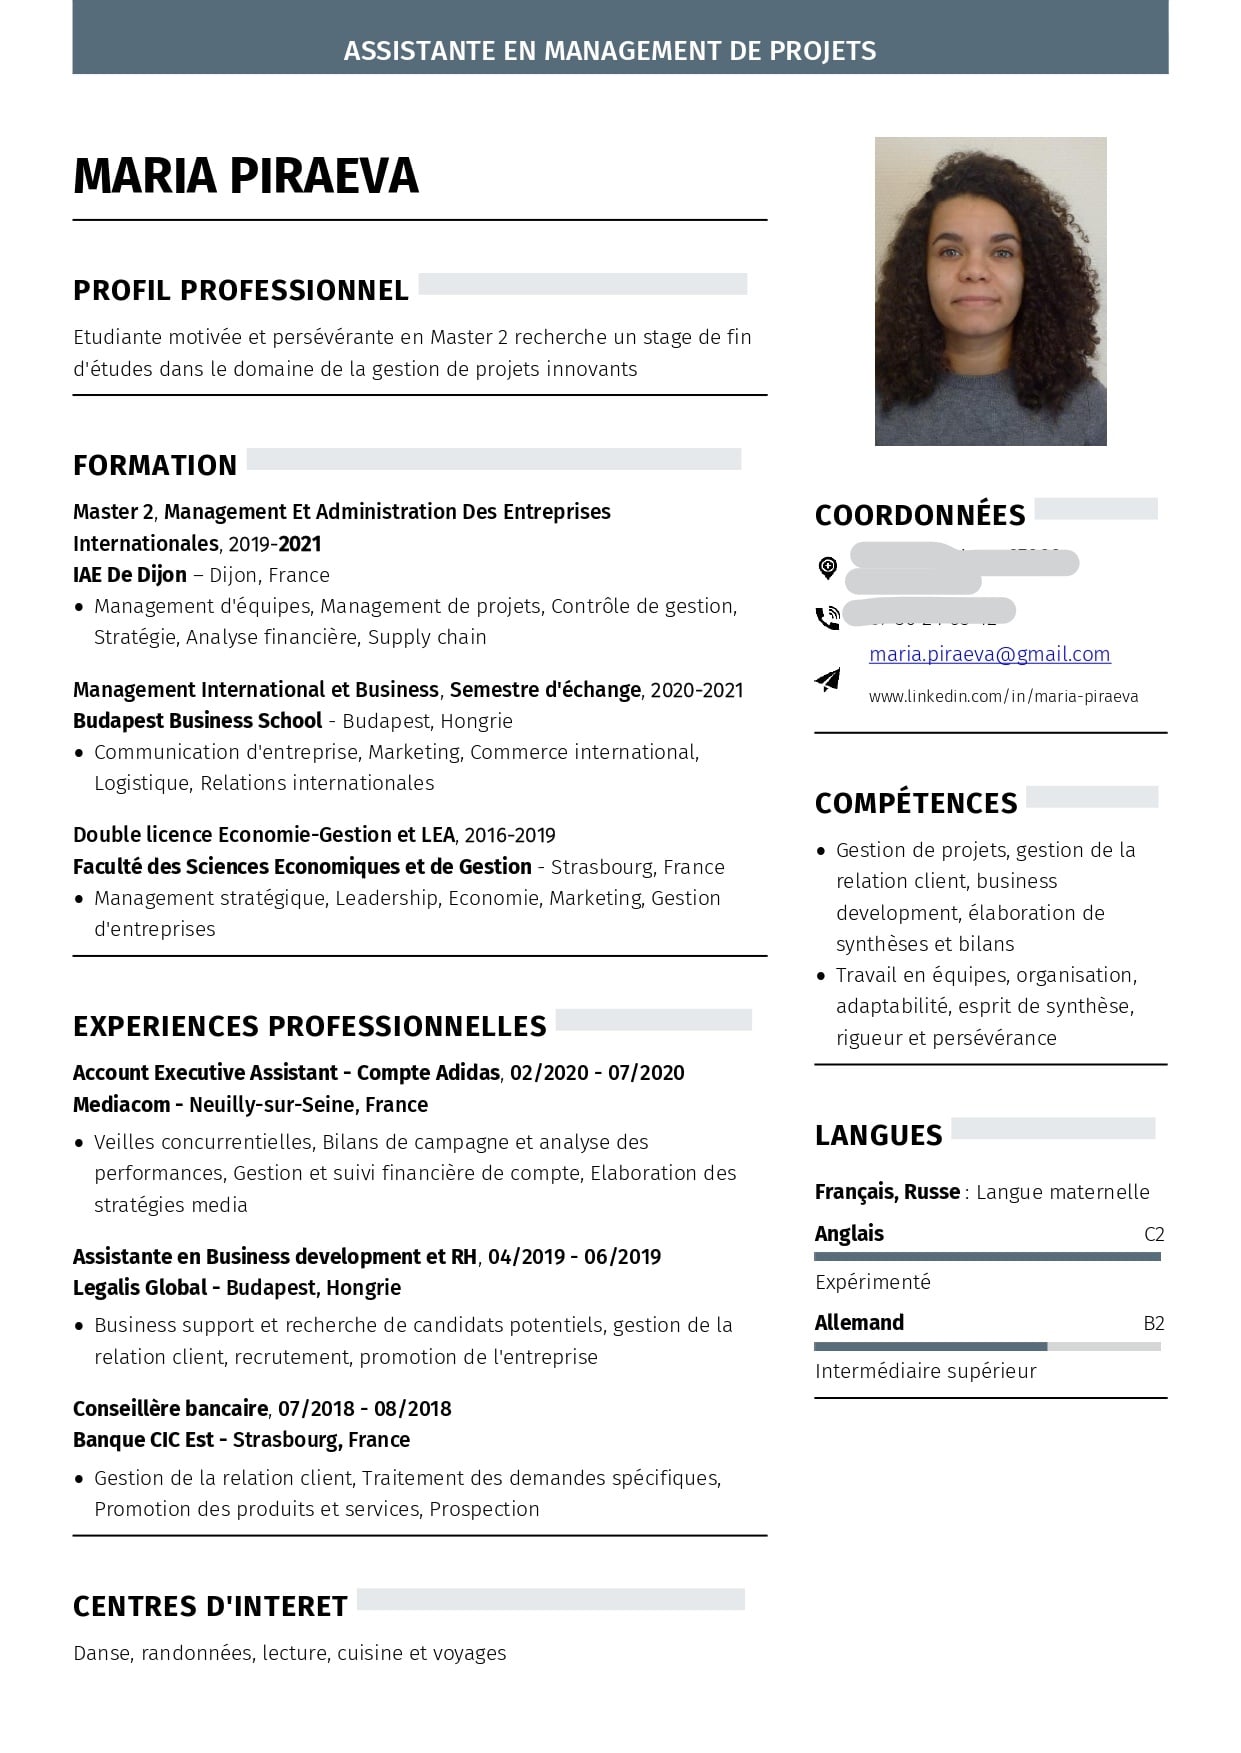 ASSISTANTE EN MANAGEMENT DE PROJETS
MARIA PIRAEVA
PROFIL PROFESSIONNEL
Etudiante motivée et persévérante en Master 2 recherche un stage de fin
d'études dans le domaine de la gestion de projets innovants
FORMATION
Master 2, Management Et Administration Des Entreprises
Internationales, 2019-2021
IAE De Dijon – Dijon, France
• Management d'équipes, Management de projets, Contrôle de gestion,
Stratégie, Analyse financière, Supply chain
Management International et Business, Semestre d'échange, 2020-2021
Budapest Business School - Budapest, Hongrie
• Communication d'entreprise, Marketing, Commerce international,
Logistique, Relations internationales
Double licence Economie-Gestion et LEA, 2016-2019
Faculté des Sciences Economiques et de Gestion - Strasbourg, France
• Management stratégique, Leadership, Economie, Marketing, Gestion
d'entreprises
EXPERIENCES PROFESSIONNELLES
Account Executive Assistant - Compte Adidas, 02/2020 - 07/2020
Mediacom - Neuilly-sur-Seine, France
• Veilles concurrentielles, Bilans de campagne et analyse des
performances, Gestion et suivi financière de compte, Elaboration des
stratégies media
Assistante en Business development et RH, 04/2019 - 06/2019
Legalis Global - Budapest, Hongrie
• Business support et recherche de candidats potentiels, gestion de la
relation client, recrutement, promotion de l'entreprise
Conseillère bancaire, 07/2018 - 08/2018
Banque CIC Est - Strasbourg, France
• Gestion de la relation client, Traitement des demandes spécifiques,
Promotion des produits et services, Prospection
CENTRES D'INTERET
Danse, randonnées, lecture, cuisine et voyages
COORDONNÉES
maria.piraeva@gmail.com
www.linkedin.com/in/maria-piraeva
COMPÉTENCES
• Gestion de projets, gestion de la
relation client, business
development, élaboration de
synthèses et bilans
• Travail en équipes, organisation,
adaptabilité, esprit de synthèse,
rigueur et persévérance
LANGUES
Français, Russe : Langue maternelle
Anglais C2
Expérimenté
Allemand B2
Intermédiaire supérieur